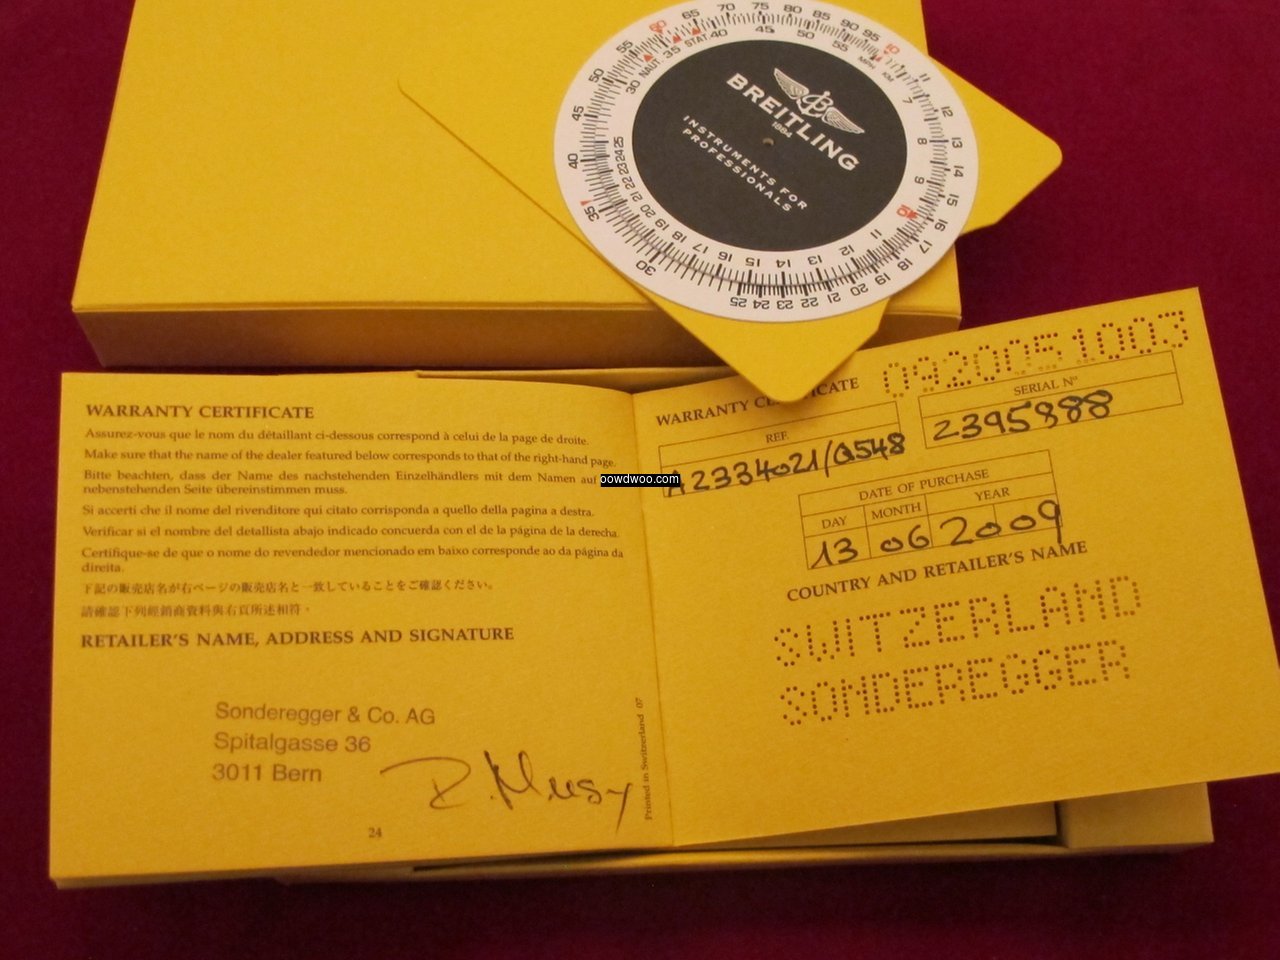 BREITLING
1884
INSTRUMENTS FOR
PROFESSIONALS
NAUT.
STAT.
MPH
KM
WARRANTY CERTIFICATE
Assurez-vous que le nom du détaillant ci-dessous correspond à celui de la page de droite.
Make sure that the name of the dealer featured below corresponds to that of the right-hand page.
Bitte beachten, dass der Name des nachstehenden Einzelhändlers mit dem Namen auf
nebenstehenden Seite übereinstimmen muss.
Si accerti che il nome del rivenditore qui citato corrisponda a quello della pagina a destra.
Verificar si el nombre del detallista abajo indicado concuerda con el de la página de la derecha.
Certifique-se de que o nome do revendedor mencionado em baixo corresponde ao da página da
direita.
下記の販売店名が右ページの販売店名と一致していることをご確認ください。
請確認下列經銷商資料與右頁所述相符。
RETAILER'S NAME, ADDRESS AND SIGNATURE
Sonderegger & Co. AG
Spitalgasse 36
3011 Bern
24
Printed in Switzerland 07
0920051003
WARRANTY CERTIFICATE
REF.
A2334021/Q548
SERIAL Nº
2395888
DATE OF PURCHASE
DAY MONTH YEAR
13 06 2009
COUNTRY AND RETAILER'S NAME
SWITZERLAND
SONDEREGGER
oowdwoo.com